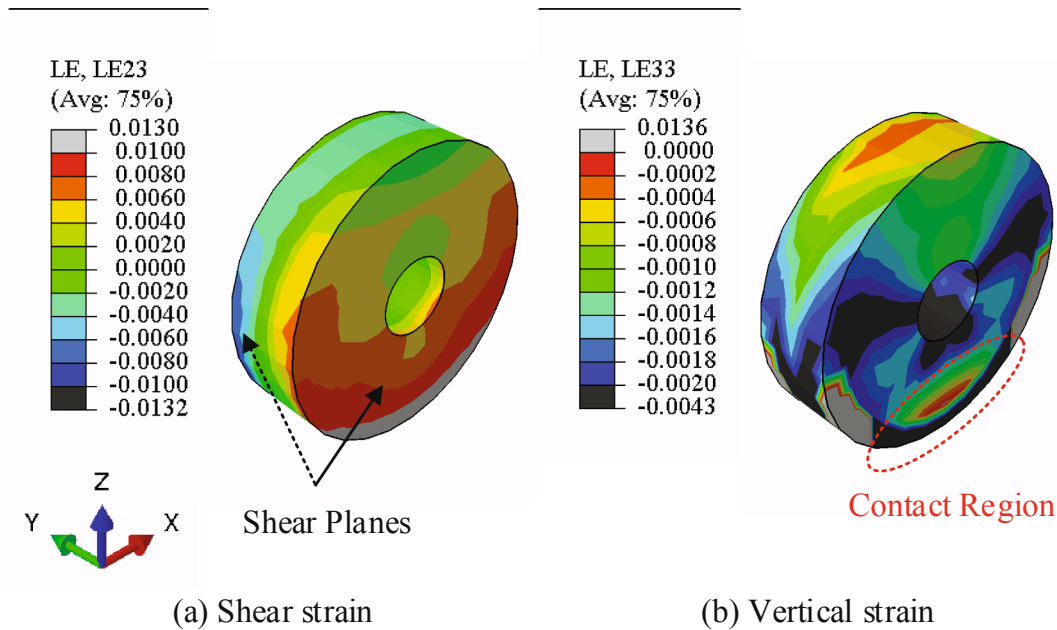 LE, LE23
(Avg: 75%)
0.0130
0.0100
0.0080
0.0060
0.0040
0.0020
0.0000
-0.0020
-0.0040
-0.0060
-0.0080
-0.0100
-0.0132
Z
Y
X
Shear Planes
(a) Shear strain
LE, LE33
(Avg: 75%)
0.0136
0.0000
-0.0002
-0.0004
-0.0006
-0.0008
-0.0010
-0.0012
-0.0014
-0.0016
-0.0018
-0.0020
-0.0043
Contact Region
(b) Vertical strain